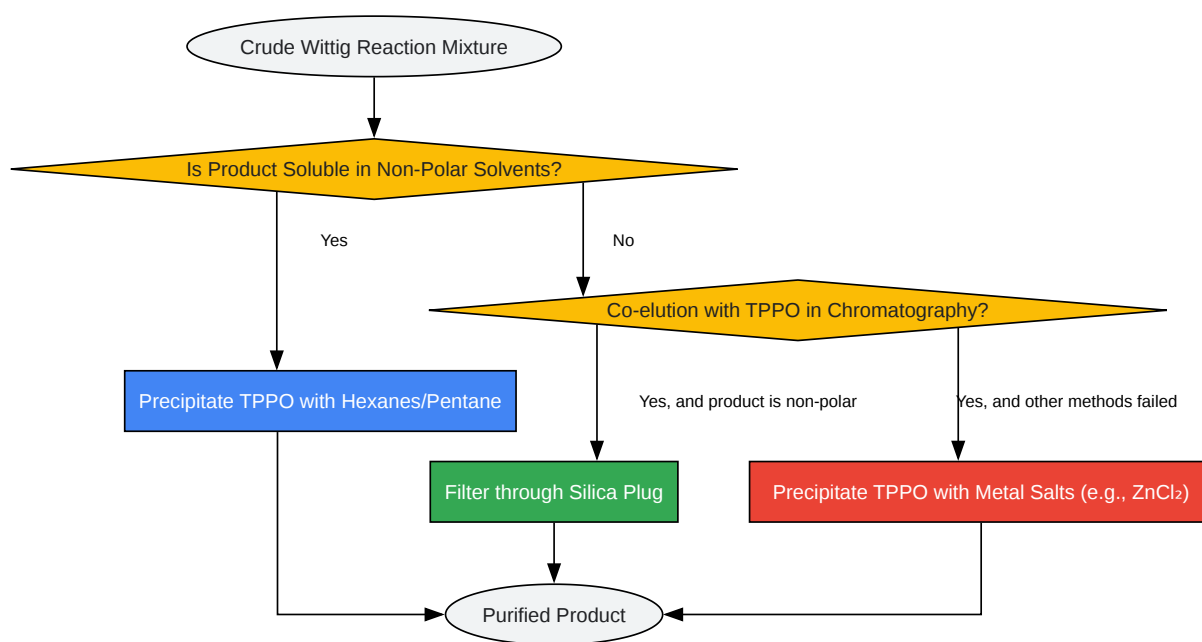 Crude Wittig Reaction Mixture
Is Product Soluble in Non-Polar Solvents?
Yes
No
Co-elution with TPPO in Chromatography?
Precipitate TPPO with Hexanes/Pentane
Yes, and product is non-polar
Yes, and other methods failed
Filter through Silica Plug
Precipitate TPPO with Metal Salts (e.g., ZnCl₂)
Purified Product